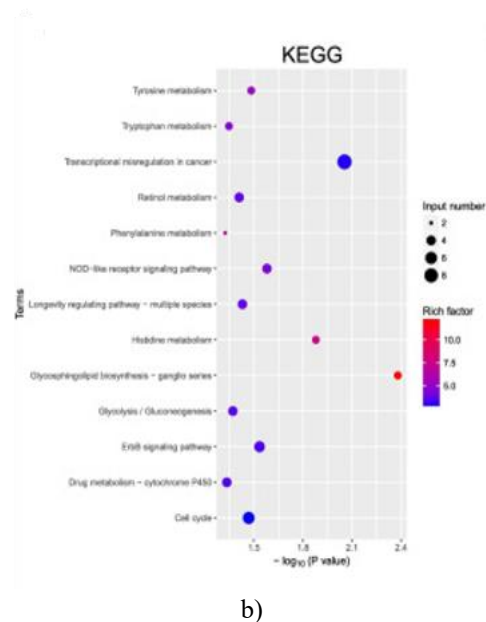 KEGG
Tyrosine metabolism
Tryptophan metabolism
Transcriptional misregulation in cancer
Retinol metabolism
Phenylalanine metabolism
NOD-like receptor signaling pathway
Longevity regulating pathway - multiple species
Histidine metabolism
Glycosphingolipid biosynthesis - ganglio series
Glycolysis / Gluconeogenesis
ErbB signaling pathway
Drug metabolism - cytochrome P450
Cell cycle
Terms
1.5 1.8 2.1 2.4
- log₁₀ (P value)
Input number
2
4
6
8
Rich factor
10.0
7.5
5.0
b)